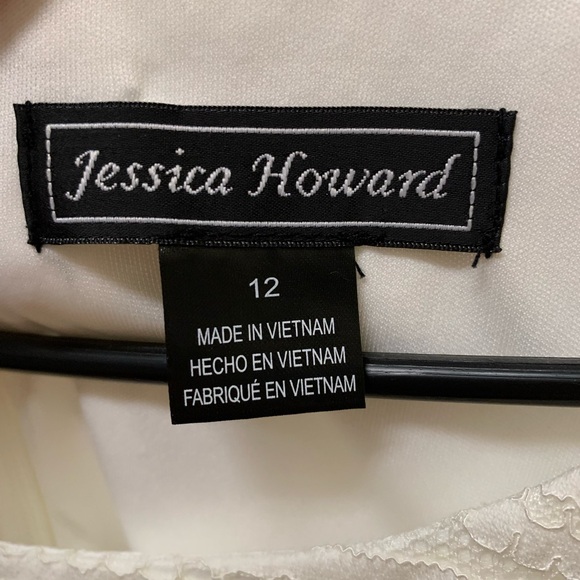 Jessica Howard
12
MADE IN VIETNAM
HECHO EN VIETNAM
FABRIQUÉ EN VIETNAM